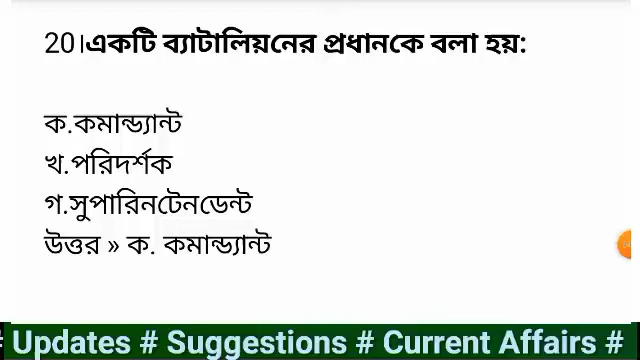 20।একটি ব্যাটালিয়নের প্রধানকে বলা হয়:
ক.কমান্ড্যান্ট
খ.পরিদর্শক
গ.সুপারিনটেনডেন্ট
উত্তর » ক. কমান্ড্যান্ট
# Updates # Suggestions # Current Affairs #